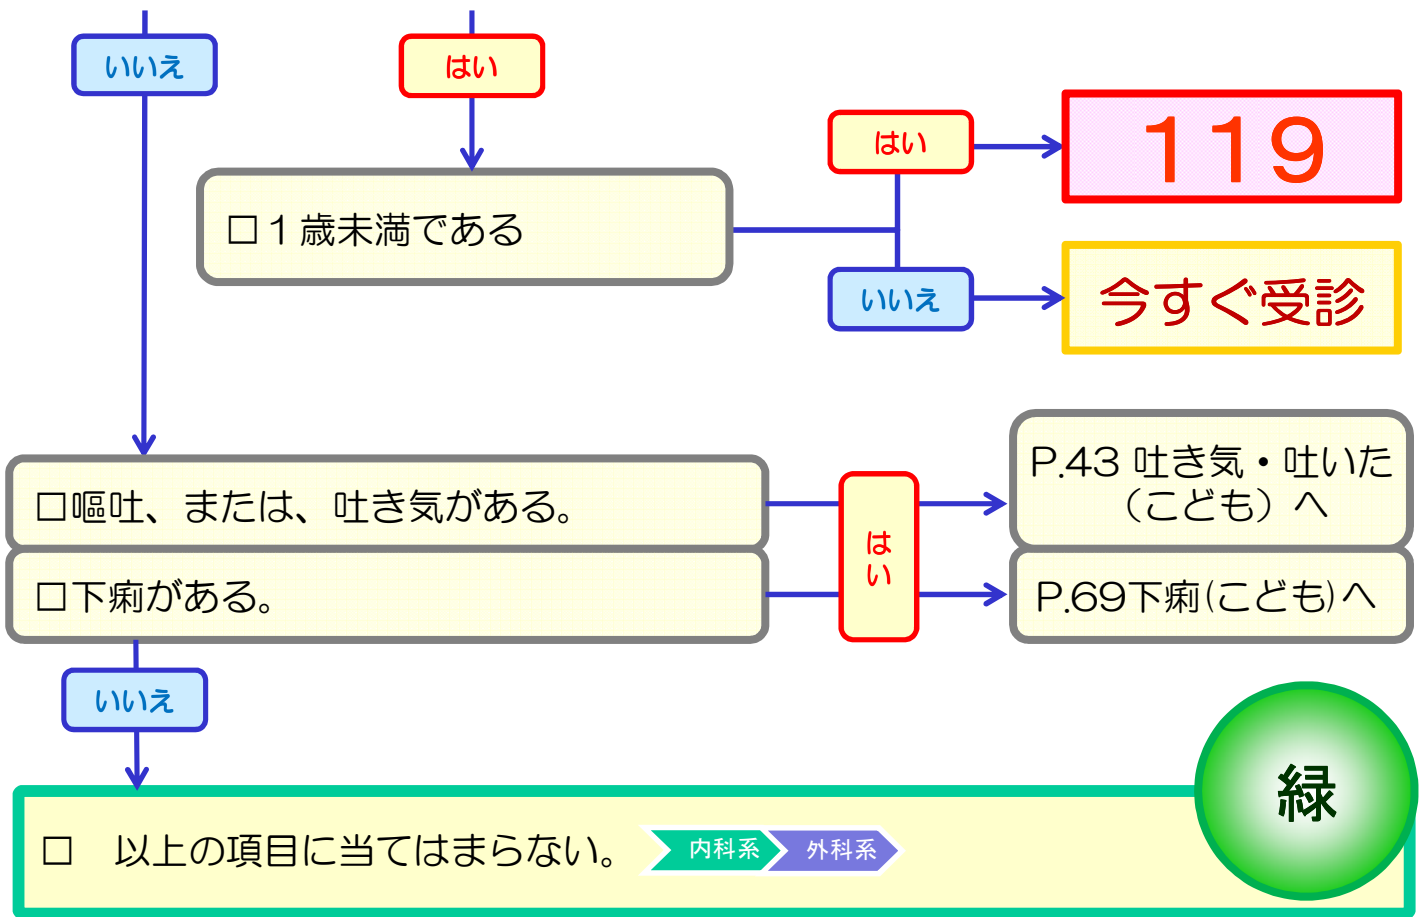 いいえ
はい
はい
119
□1歳未満である
いいえ
今すぐ受診
□嘔吐、または、吐き気がある。
はい
P.43 吐き気・吐いた
（こども）へ
□下痢がある。
P.69下痢(こども)へ
いいえ
緑
□ 以上の項目に当てはまらない。 内科系 外科系